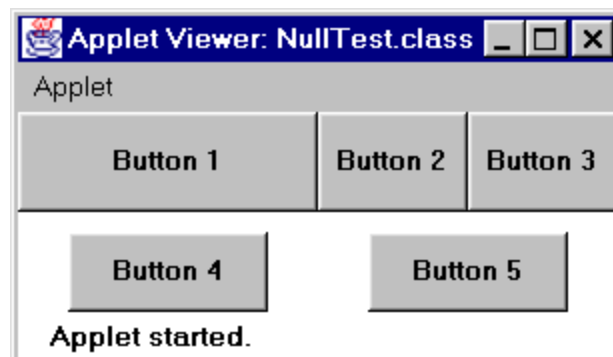 Applet Viewer: NullTest.class
Applet
Button 1 Button 2 Button 3
Button 4 Button 5
Applet started.